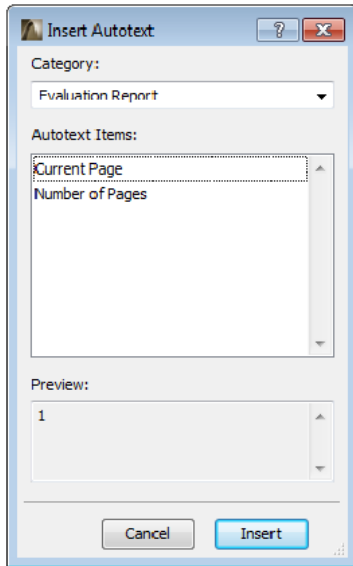 Insert Autotext
?
Category:
Evaluation Report
Autotext Items:
Current Page
Number of Pages
Preview:
1
Cancel
Insert